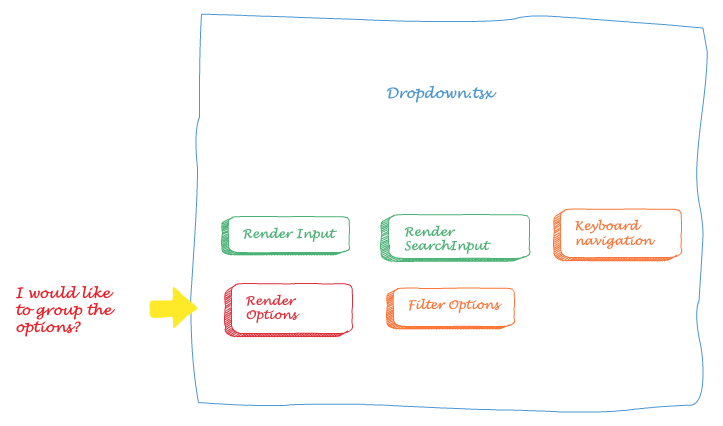 Dropdown.tsx
Render Input
Render
SearchInput
Keyboard
navigation
I would like
to group the
options?
Render
Options
Filter Options